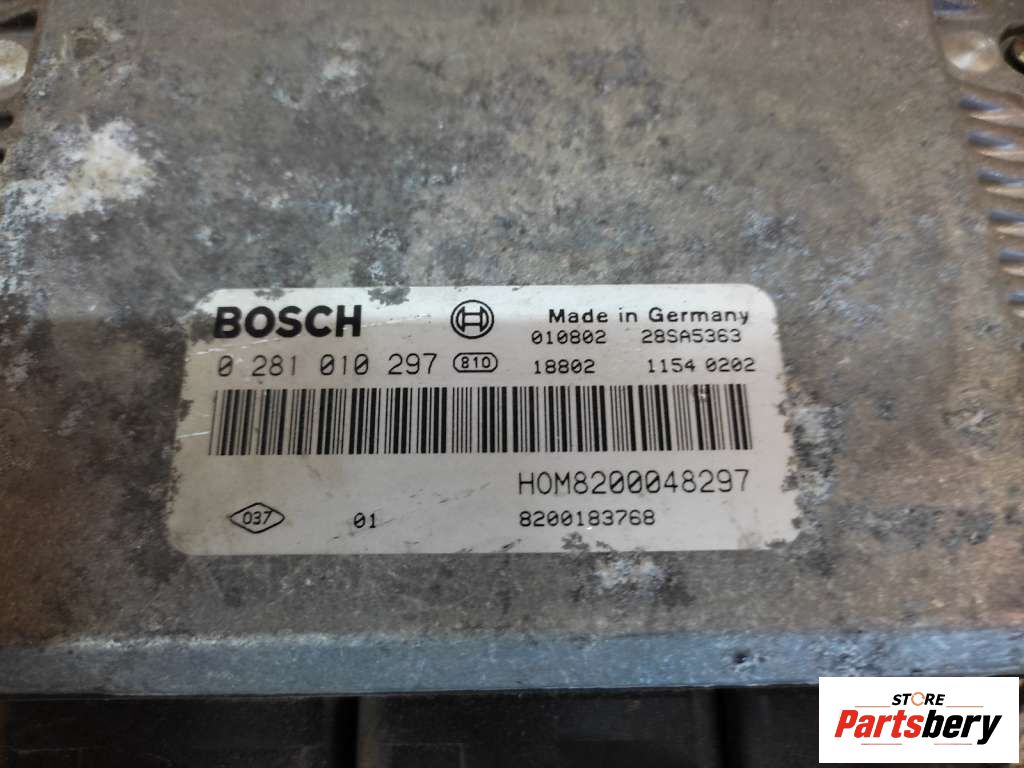 BOSCH
Made in Germany
010802 28SA5363
0 281 010 297 810
18802 1154 0202
HOM8200048297
037 01 8200183768
STORE
Partsbery